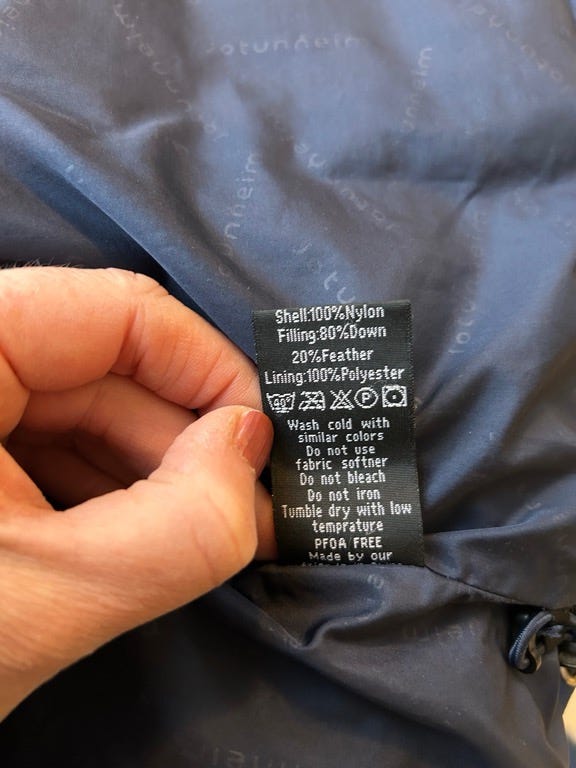 jotunheim
Shell:100%Nylon
Filling:80%Down
20%Feather
Lining:100%Polyester
Wash cold with
similar colors
Do not use
fabric softner
Do not bleach
Do not iron
Tumble dry with low
temprature
PFOA FREE
Made by our